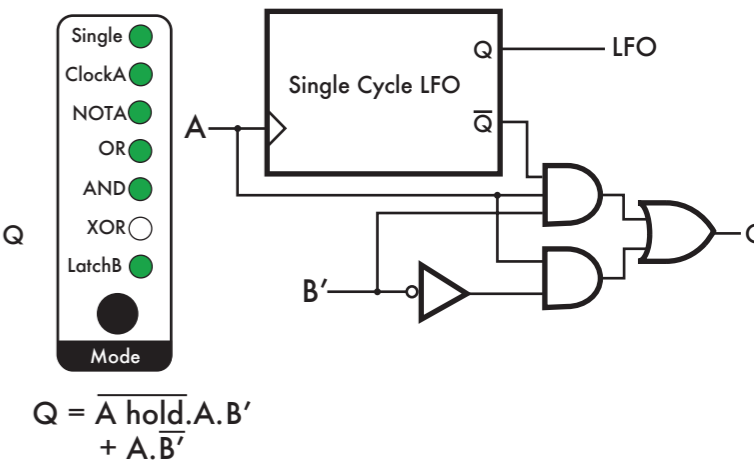 Single
ClockA
NOTA
OR
AND
XOR
LatchB
Mode
Q
A
Single Cycle LFO
Q
LFO
Q̅
B′
Q = A̅ ̅h̅o̅l̅d̅.A.B′
+ A.B̅′̅